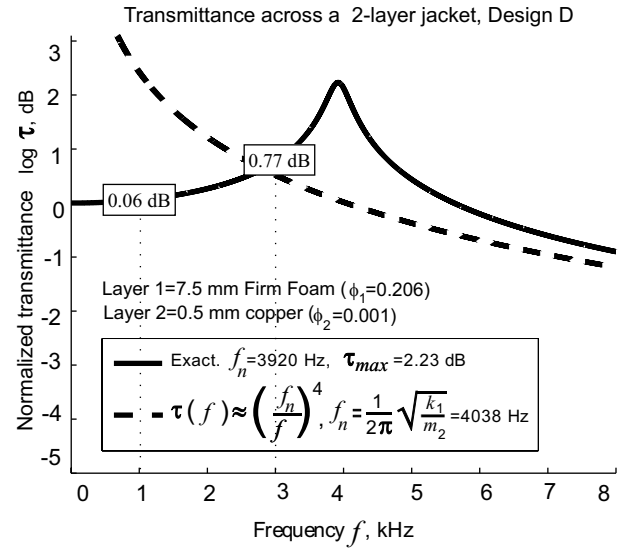 Transmittance across a 2-layer jacket, Design D
Normalized transmittance log τ, dB
3
2
1
0
-1
-2
-3
-4
-5
0.06 dB
0.77 dB
Layer 1=7.5 mm Firm Foam (ϕ₁=0.206)
Layer 2=0.5 mm copper (ϕ₂=0.001)
Exact. fₙ=3920 Hz, τmax=2.23 dB
τ(f)≈(fₙ/f)⁴, fₙ=1/2π √k₁/m₂=4038 Hz
0 1 2 3 4 5 6 7 8
Frequency f, kHz